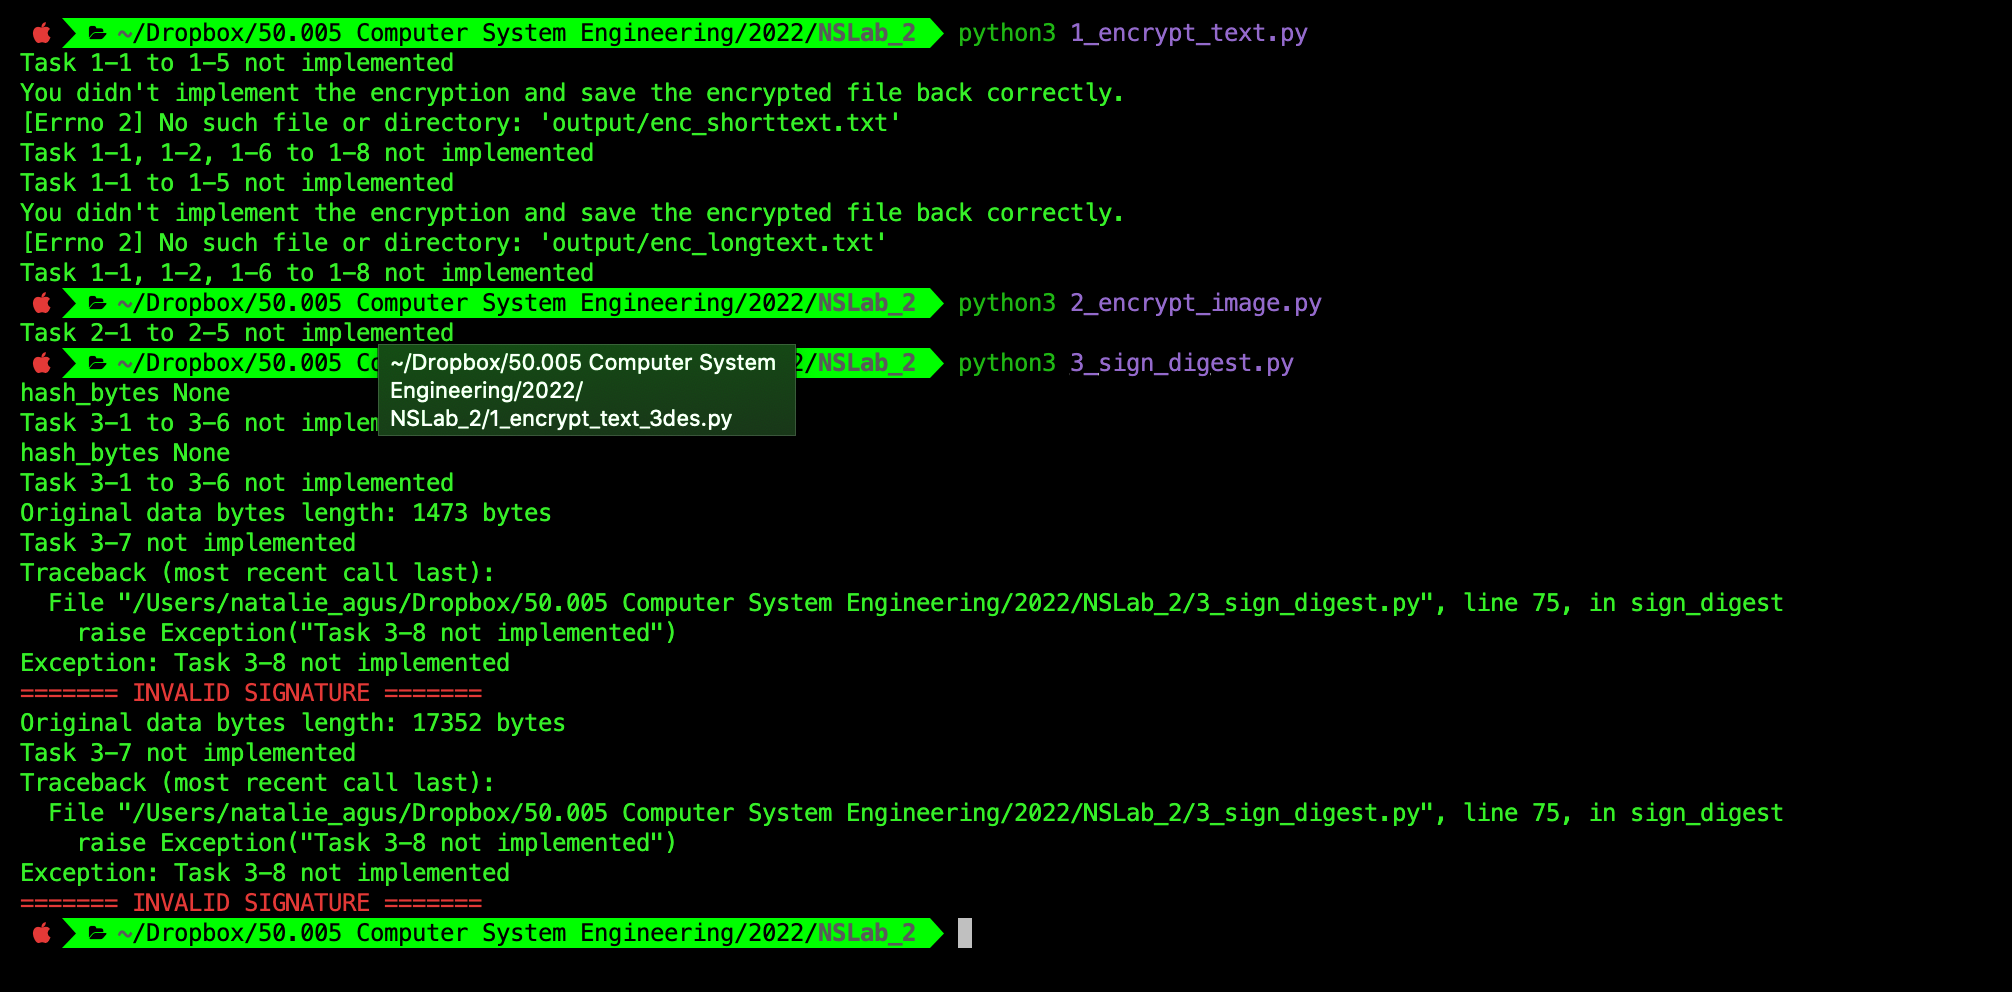 ~/Dropbox/50.005 Computer System Engineering/2022/NSLab_2 python3 1_encrypt_text.py
Task 1-1 to 1-5 not implemented
You didn't implement the encryption and save the encrypted file back correctly.
[Errno 2] No such file or directory: 'output/enc_shorttext.txt'
Task 1-1, 1-2, 1-6 to 1-8 not implemented
Task 1-1 to 1-5 not implemented
You didn't implement the encryption and save the encrypted file back correctly.
[Errno 2] No such file or directory: 'output/enc_longtext.txt'
Task 1-1, 1-2, 1-6 to 1-8 not implemented
~/Dropbox/50.005 Computer System Engineering/2022/NSLab_2 python3 2_encrypt_image.py
Task 2-1 to 2-5 not implemented
~/Dropbox/50.005 Co 2/NSLab_2 python3 3_sign_digest.py
~/Dropbox/50.005 Computer System
Engineering/2022/
NSLab_2/1_encrypt_text_3des.py
hash_bytes None
Task 3-1 to 3-6 not implem
hash_bytes None
Task 3-1 to 3-6 not implemented
Original data bytes length: 1473 bytes
Task 3-7 not implemented
Traceback (most recent call last):
File "/Users/natalie_agus/Dropbox/50.005 Computer System Engineering/2022/NSLab_2/3_sign_digest.py", line 75, in sign_digest
raise Exception("Task 3-8 not implemented")
Exception: Task 3-8 not implemented
======= INVALID SIGNATURE =======
Original data bytes length: 17352 bytes
Task 3-7 not implemented
Traceback (most recent call last):
File "/Users/natalie_agus/Dropbox/50.005 Computer System Engineering/2022/NSLab_2/3_sign_digest.py", line 75, in sign_digest
raise Exception("Task 3-8 not implemented")
Exception: Task 3-8 not implemented
======= INVALID SIGNATURE =======
~/Dropbox/50.005 Computer System Engineering/2022/NSLab_2